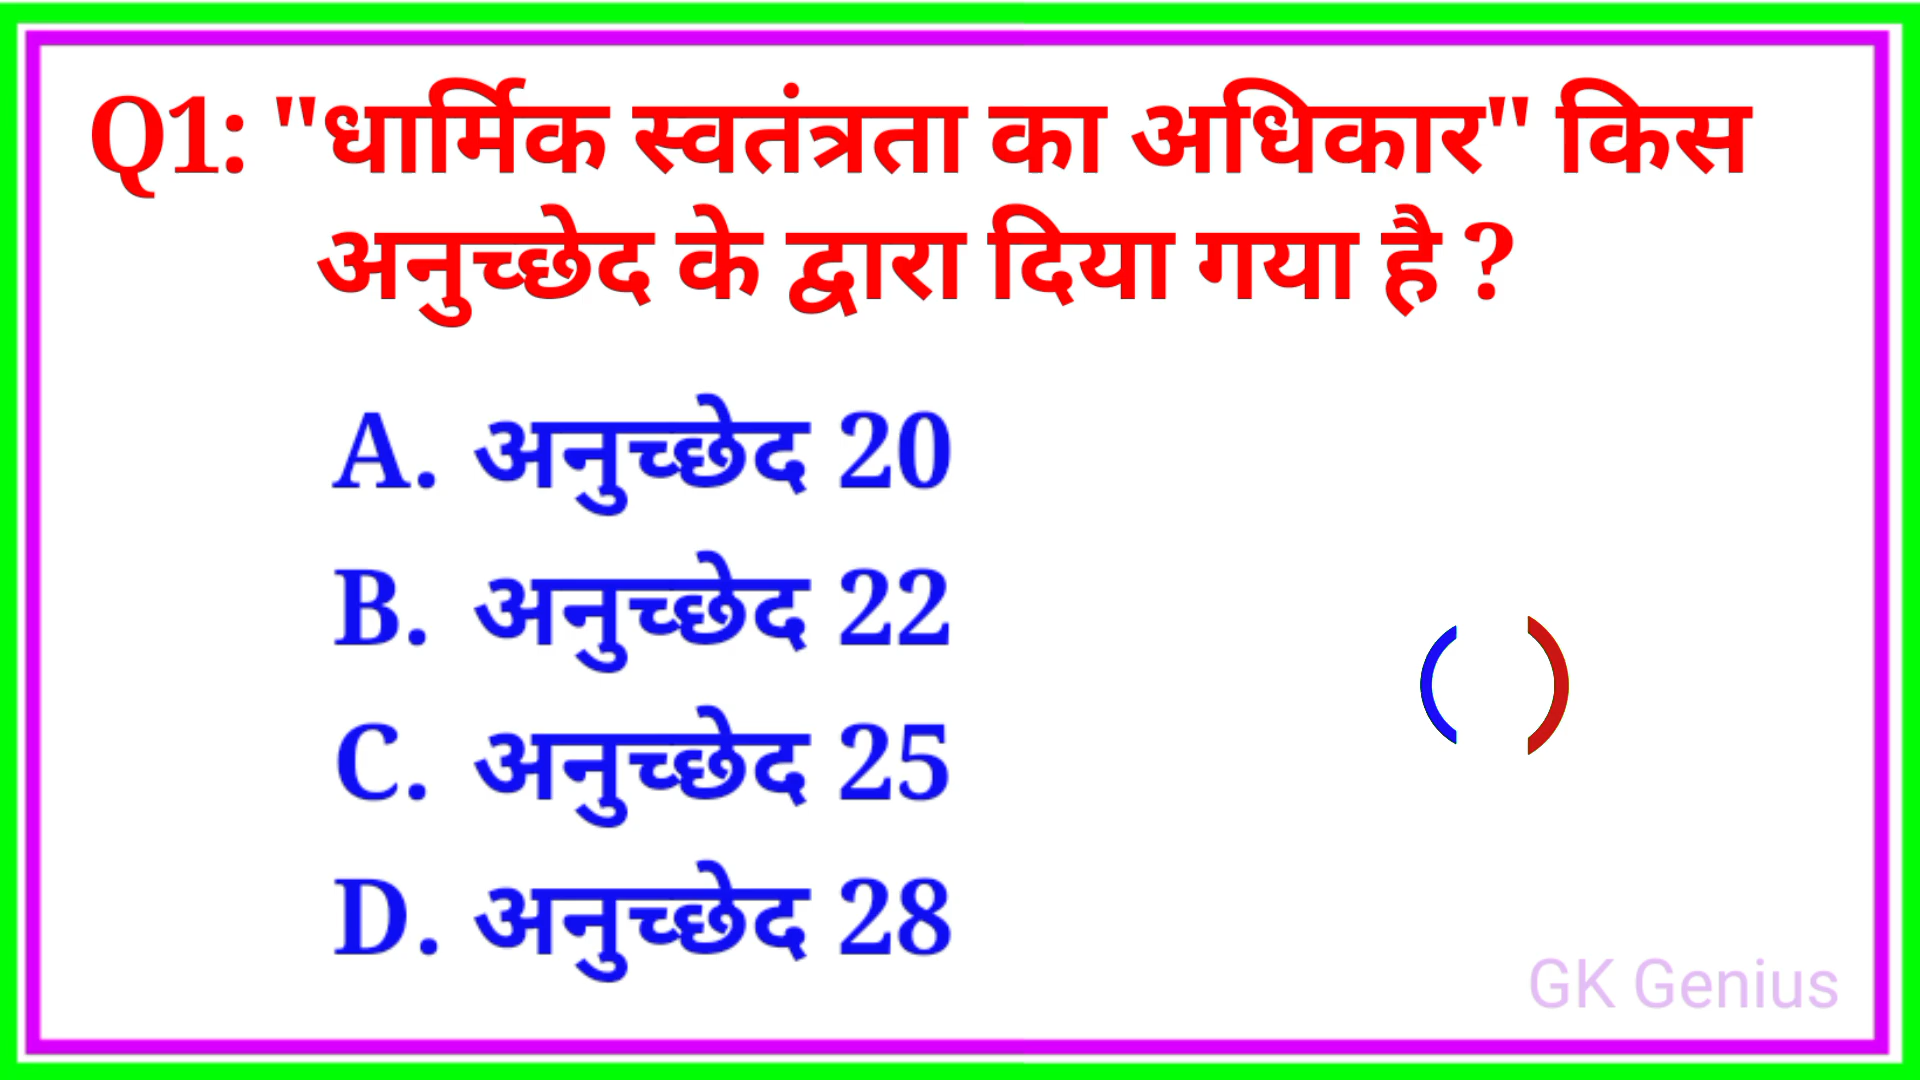 Q1: "धार्मिक स्वतंत्रता का अधिकार" किस
अनुच्छेद के द्वारा दिया गया है ?
A. अनुच्छेद 20
B. अनुच्छेद 22
C. अनुच्छेद 25
D. अनुच्छेद 28
GK Genius